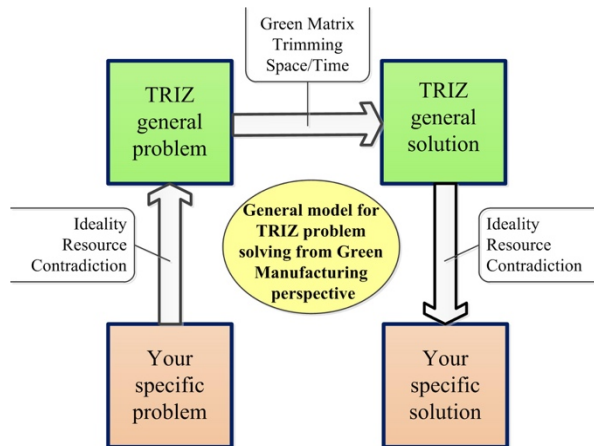 Green Matrix
Trimming
Space/Time
TRIZ
general
problem
TRIZ
general
solution
Ideality
Resource
Contradiction
General model for
TRIZ problem
solving from Green
Manufacturing
perspective
Ideality
Resource
Contradiction
Your
specific
problem
Your
specific
solution